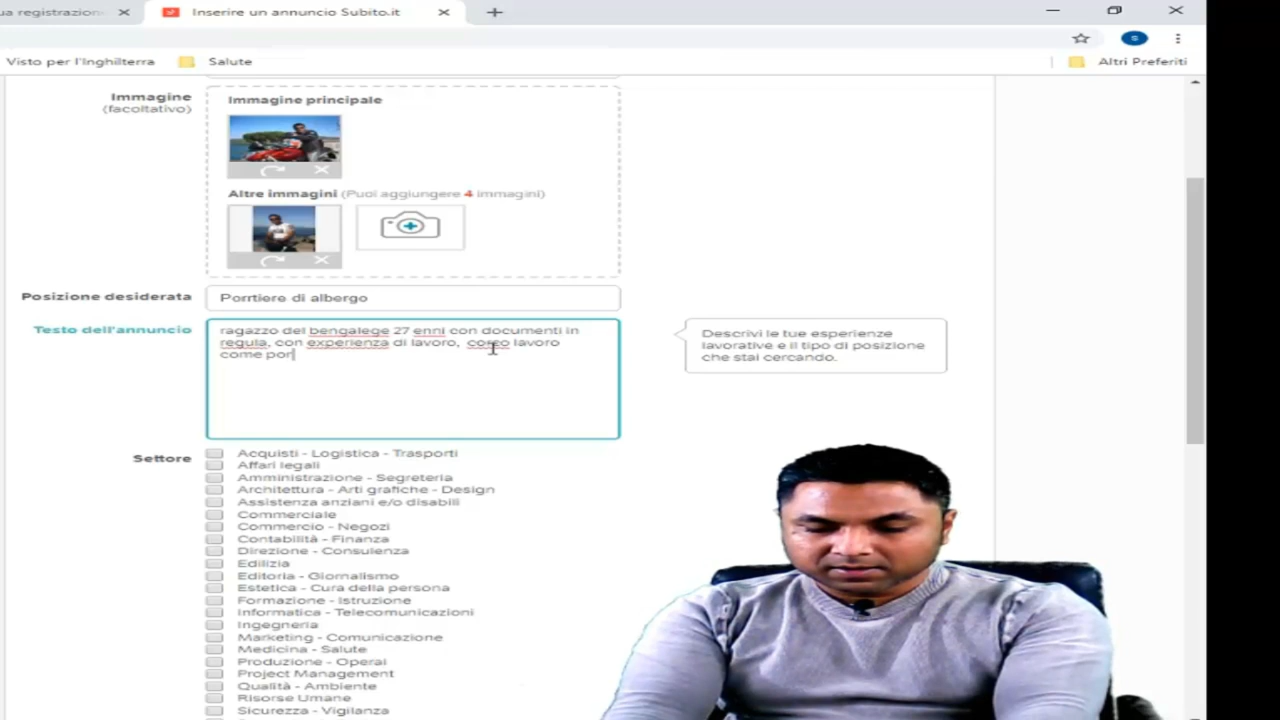 ua registrazion
Inserire un annuncio Subito.it
Visto per l'Inghilterra
Salute
Altri Preferiti
Immagine
(facoltativo)
Immagine principale
Altre immagini (Puoi aggiungere 4 immagini)
Posizione desiderata
Porrtiere di albergo
Testo dell'annuncio
ragazzo del bengalege 27 enni con documenti in
regula, con experienza di lavoro, lavoro
come por
Descrivi le tue esperienze
lavorative e il tipo di posizione
che stai cercando.
Settore
Acquisti - Logistica - Trasporti
Affari legali
Amministrazione - Segreteria
Architettura - Arti grafiche - Design
Assistenza anziani e/o disabili
Commerciale
Commercio - Negozi
Contabilità - Finanza
Direzione - Consulenza
Edilizia
Editoria - Giornalismo
Estetica - Cura della persona
Formazione - Istruzione
Informatica - Telecomunicazioni
Ingegneria
Marketing - Comunicazione
Medicina - Salute
Produzione - Operai
Project Management
Qualità - Ambiente
Risorse Umane
Sicurezza - Vigilanza